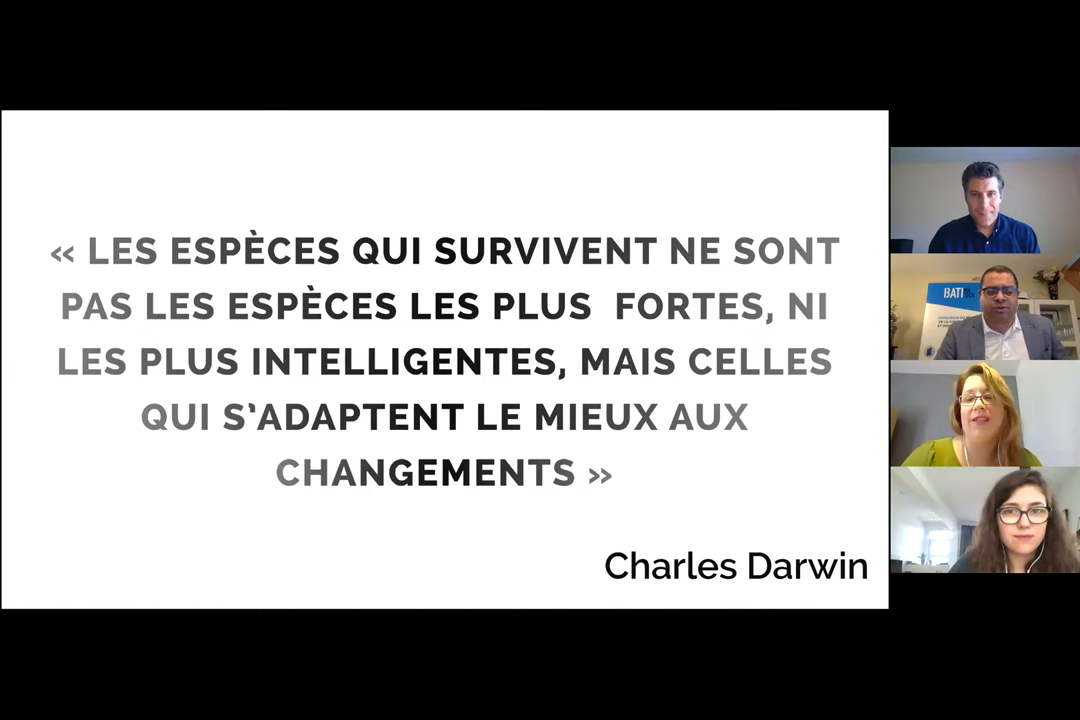 « LES ESPÈCES QUI SURVIVENT NE SONT
PAS LES ESPÈCES LES PLUS FORTES, NI
LES PLUS INTELLIGENTES, MAIS CELLES
QUI S'ADAPTENT LE MIEUX AUX
CHANGEMENTS »
Charles Darwin
BATI